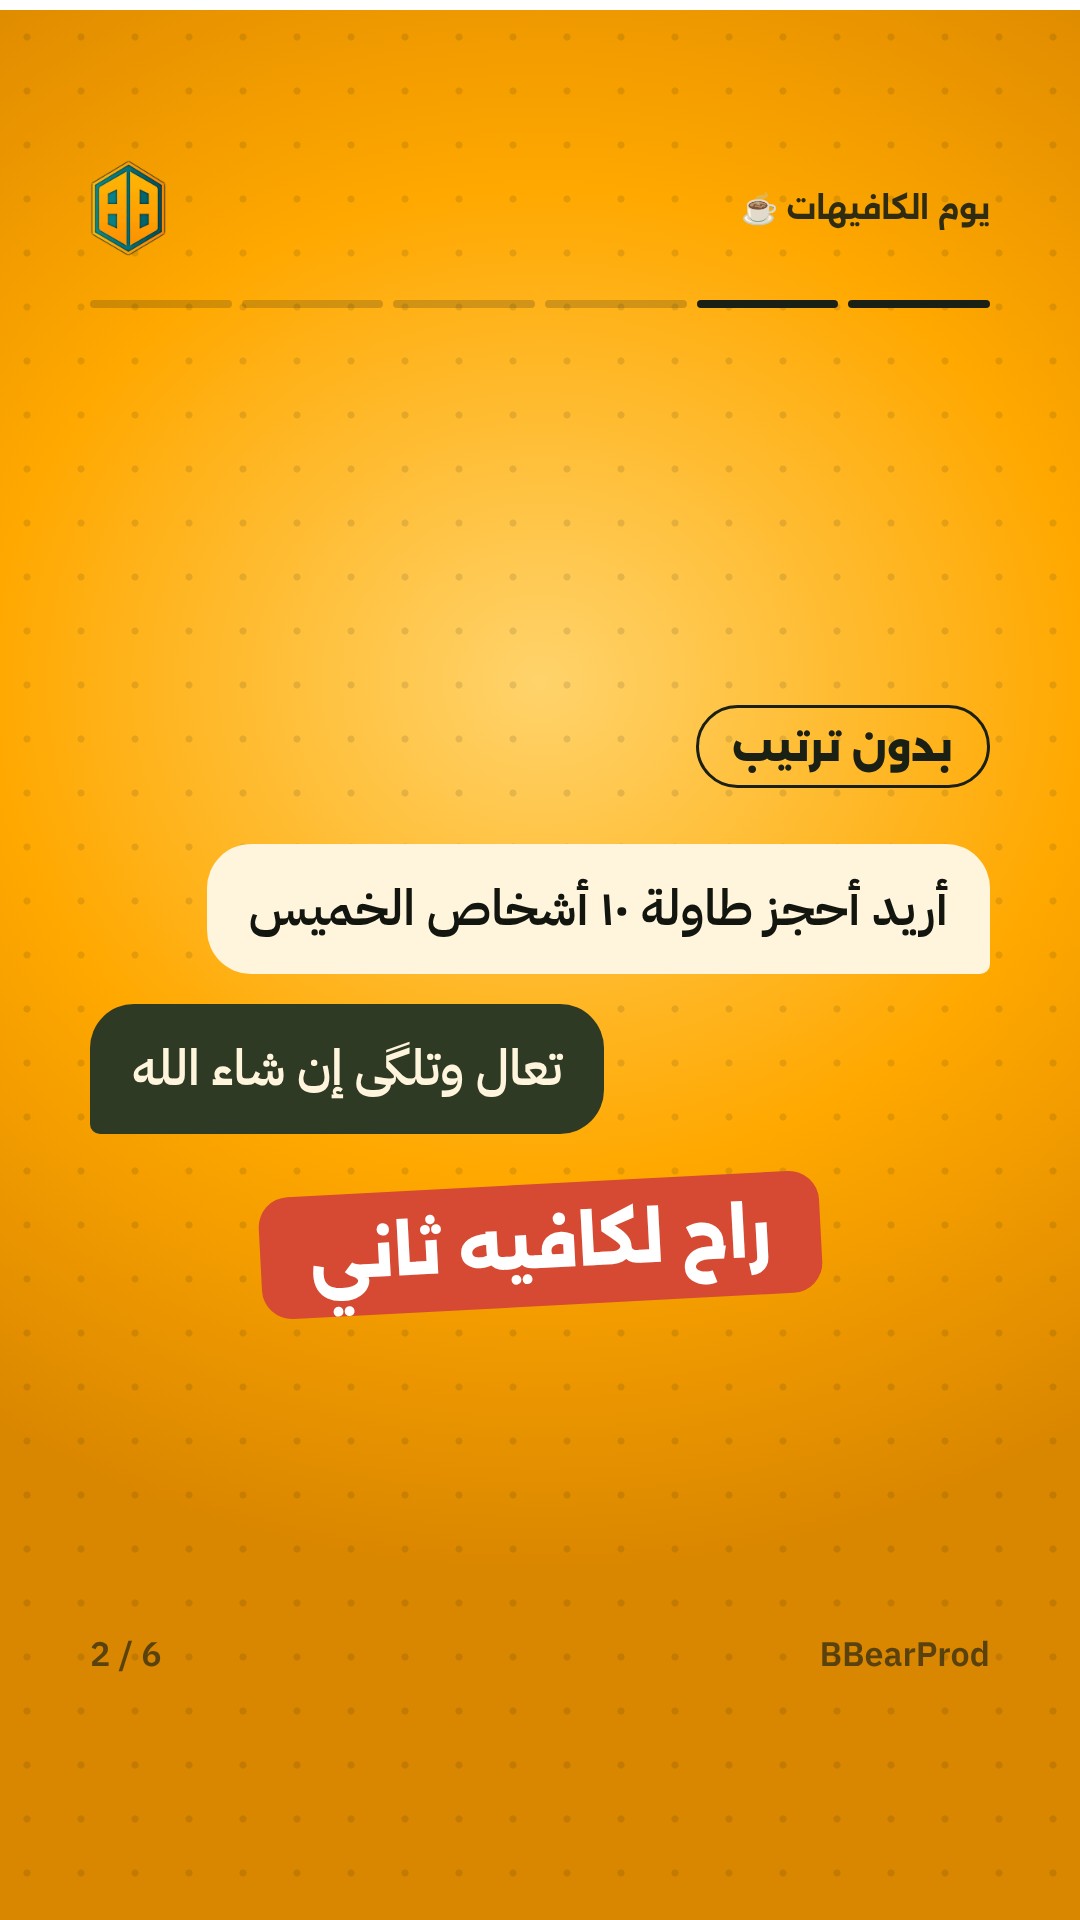 يوم الكافيهات ☕
بدون ترتيب
أريد أحجز طاولة ١٠ أشخاص الخميس
تعال وتلگى إن شاء الله
راح لكافيه ثاني
BBearProd
2 / 6